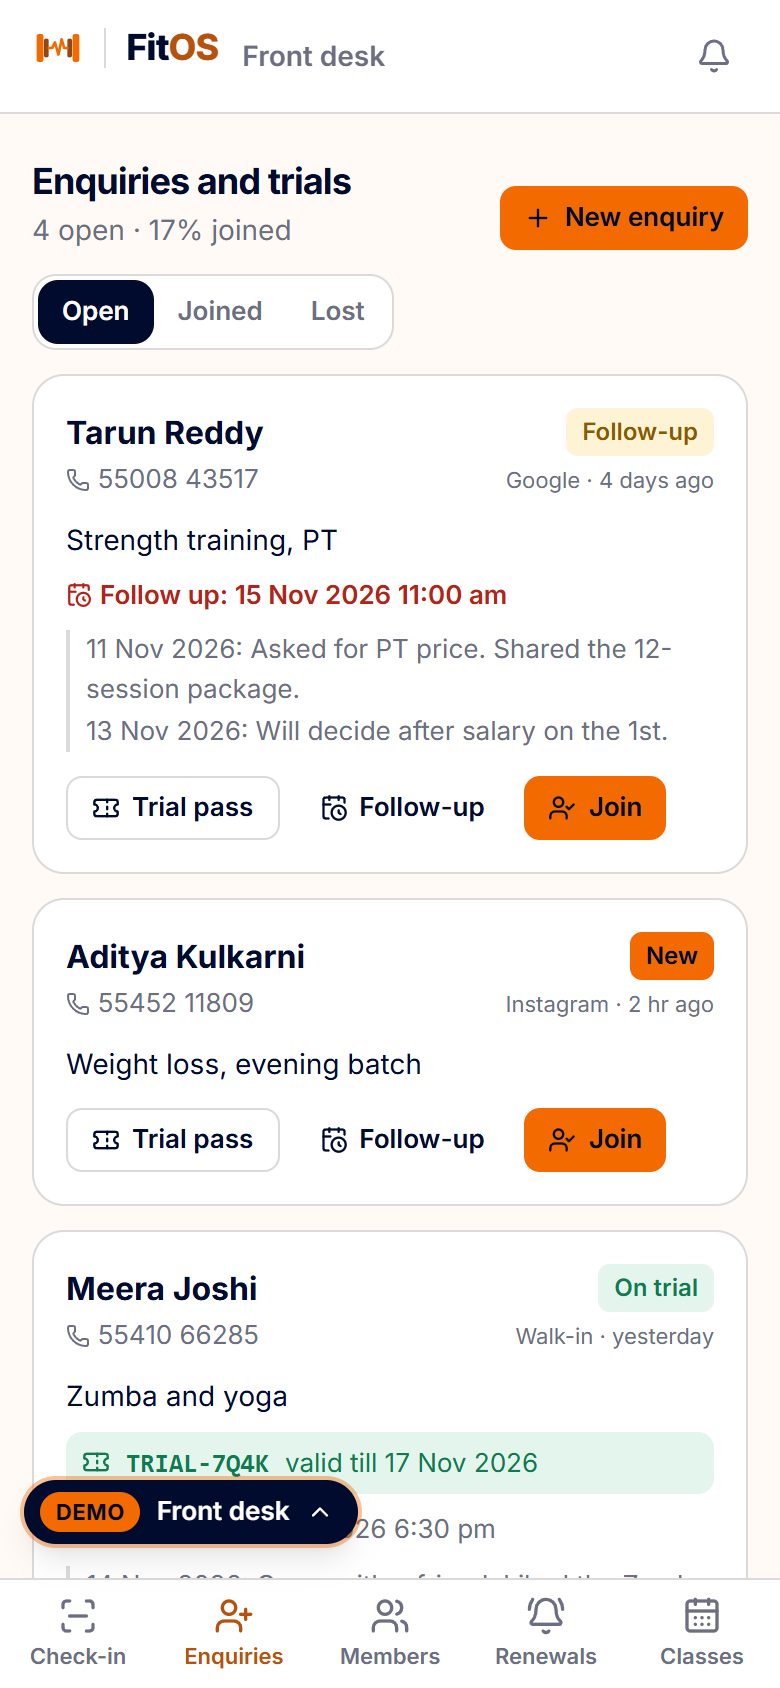 FitOS Front desk
Enquiries and trials
4 open · 17% joined
+ New enquiry
Open Joined Lost
Tarun Reddy Follow-up
55008 43517 Google · 4 days ago
Strength training, PT
Follow up: 15 Nov 2026 11:00 am
11 Nov 2026: Asked for PT price. Shared the 12-
session package.
13 Nov 2026: Will decide after salary on the 1st.
Trial pass Follow-up Join
Aditya Kulkarni New
55452 11809 Instagram · 2 hr ago
Weight loss, evening batch
Trial pass Follow-up Join
Meera Joshi On trial
55410 66285 Walk-in · yesterday
Zumba and yoga
TRIAL-7Q4K valid till 17 Nov 2026
DEMO Front desk
26 6:30 pm
Check-in Enquiries Members Renewals Classes